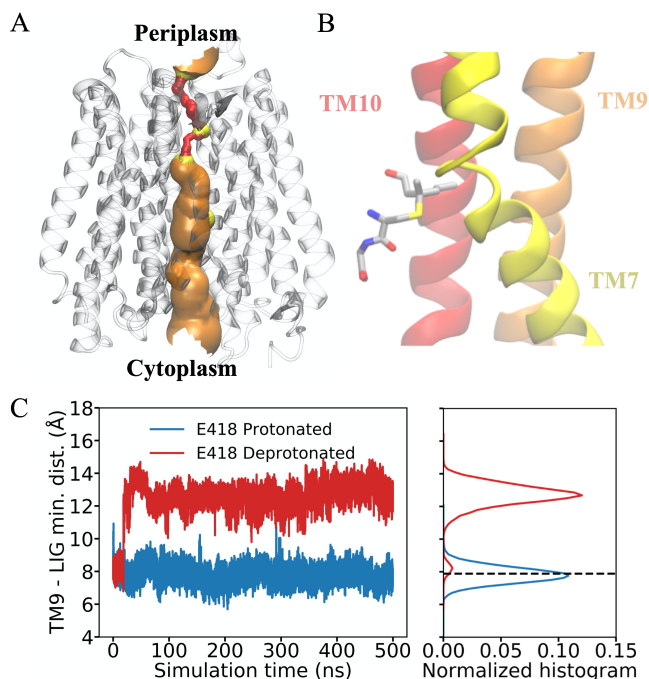 A
Periplasm
Cytoplasm
B
TM10
TM9
TM7
C
TM9 - LIG min. dist. (Å)
18
16
14
12
10
8
6
4
E418 Protonated
E418 Deprotonated
0
100
200
300
400
500
Simulation time (ns)
0.00
0.05
0.10
0.15
Normalized histogram